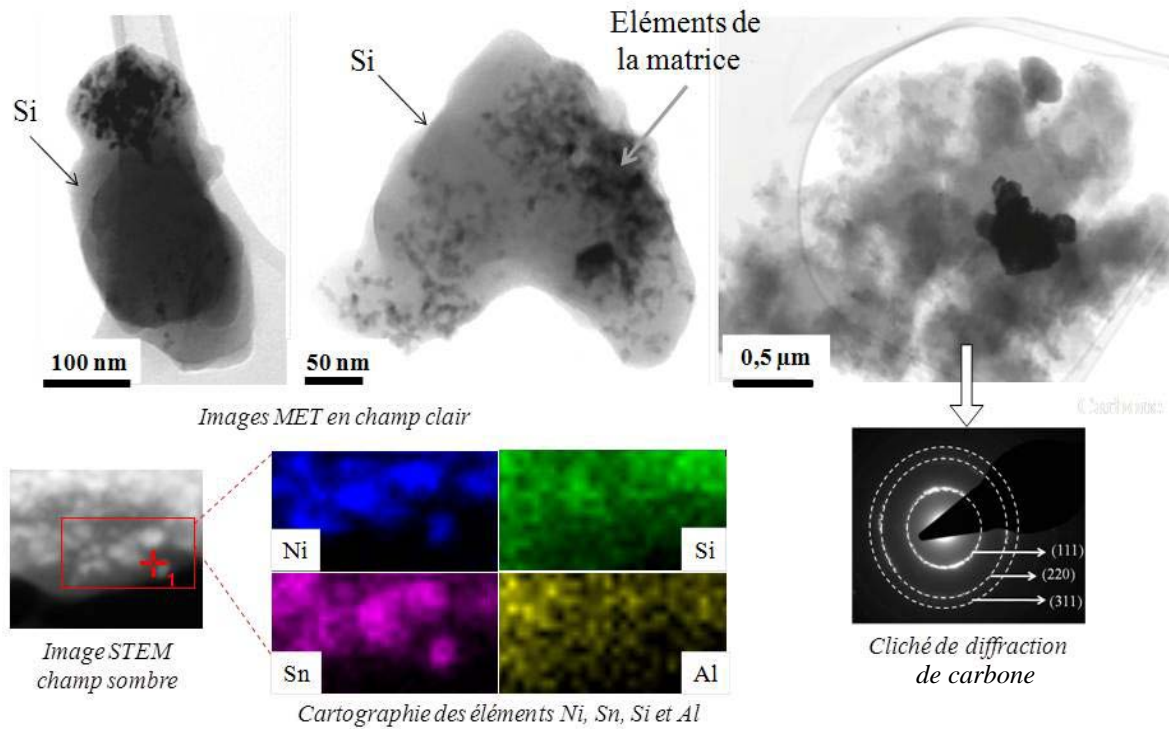 Si
Si
Eléments de
la matrice
100 nm
50 nm
0,5 µm
Images MET en champ clair
Ni
Si
Sn
Al
1
(111)
(220)
(311)
Image STEM
champ sombre
Cartographie des éléments Ni, Sn, Si et Al
Cliché de diffraction
de carbone